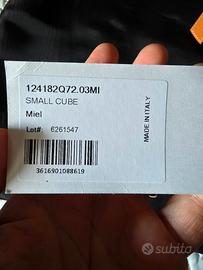 124182Q72.03MI
SMALL CUBE
Miel
Lot#: 6261547
3616901088619
MADE IN ITALY
subito